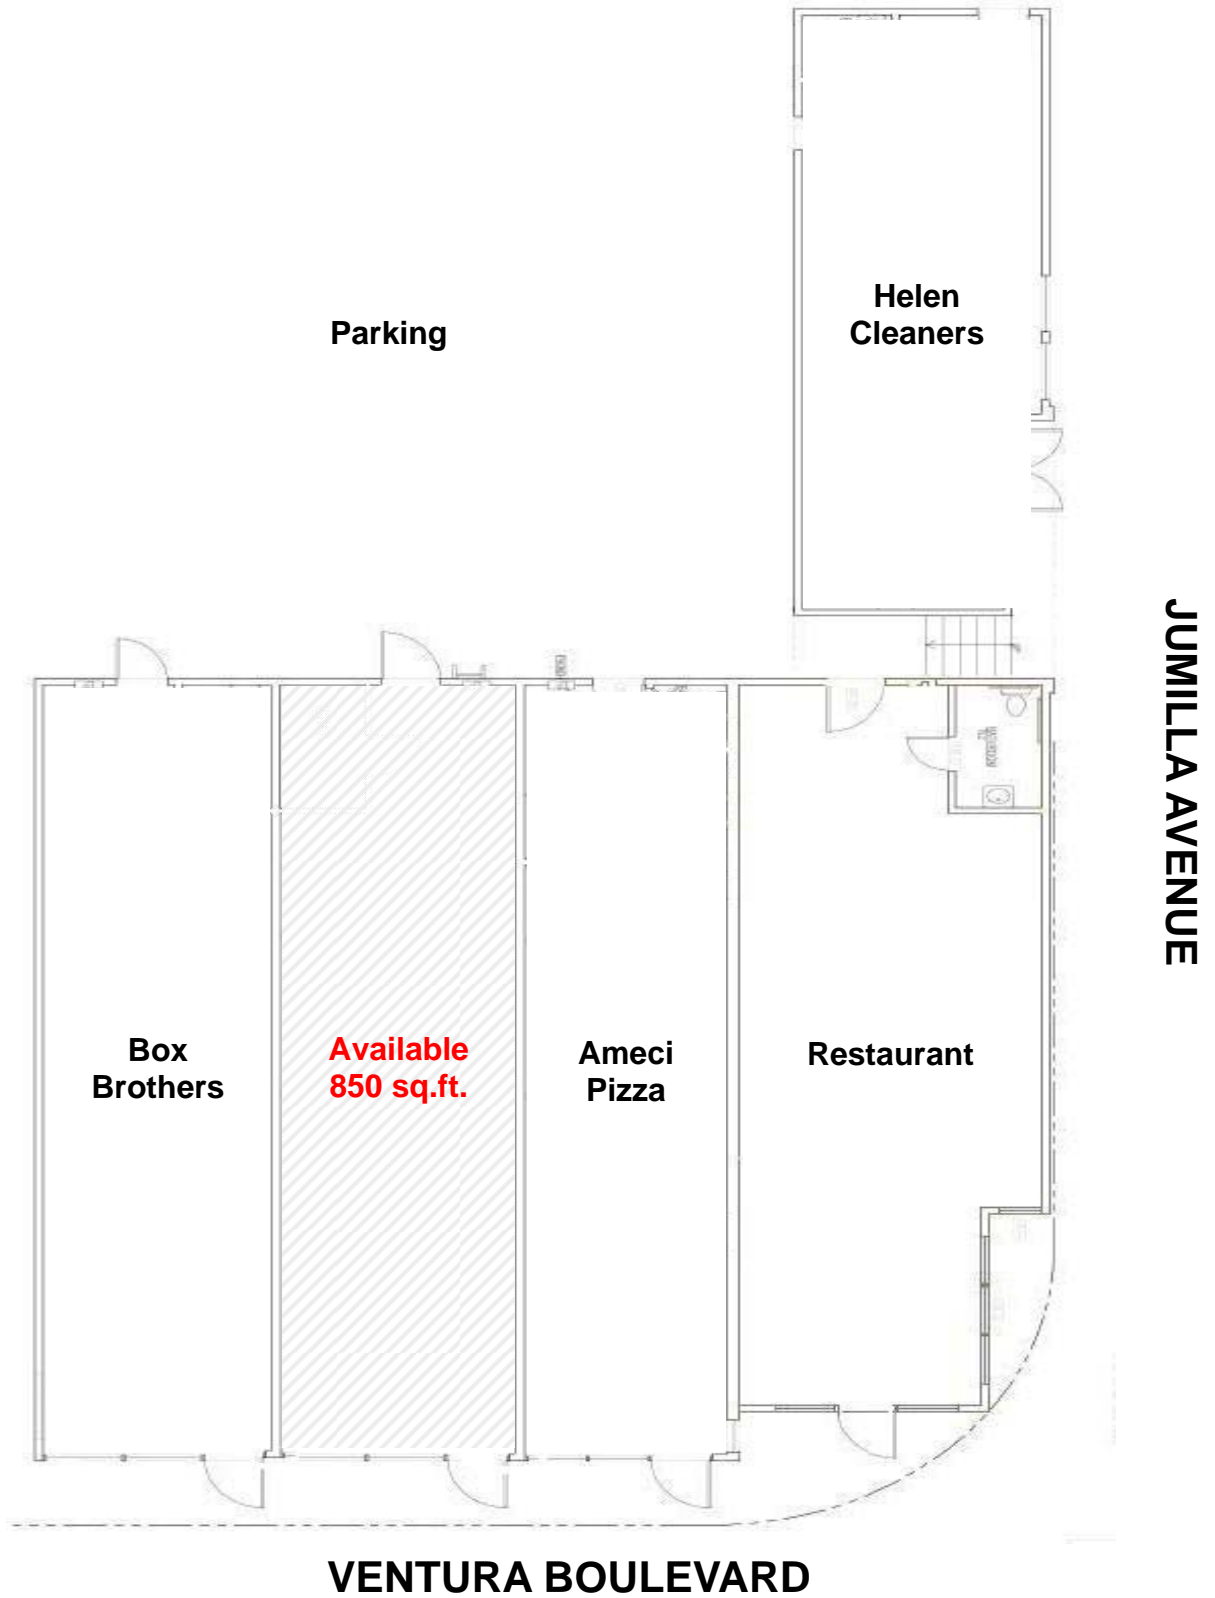 Helen
Cleaners
Parking
JUMILLA AVENUE
Box
Brothers
Available
850 sq.ft.
Ameci
Pizza
Restaurant
VENTURA BOULEVARD